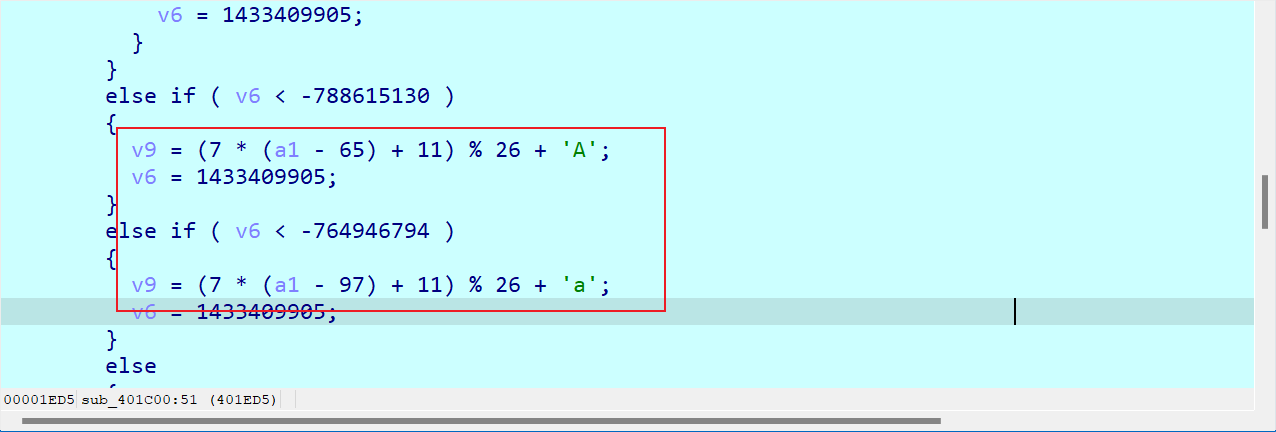 v6 = 1433409905;
}
}
else if ( v6 < -788615130 )
{
v9 = (7 * (a1 - 65) + 11) % 26 + 'A';
v6 = 1433409905;
}
else if ( v6 < -764946794 )
{
v9 = (7 * (a1 - 97) + 11) % 26 + 'a';
v6 = 1433409905;
}
else
00001ED5 sub_401C00:51 (401ED5)